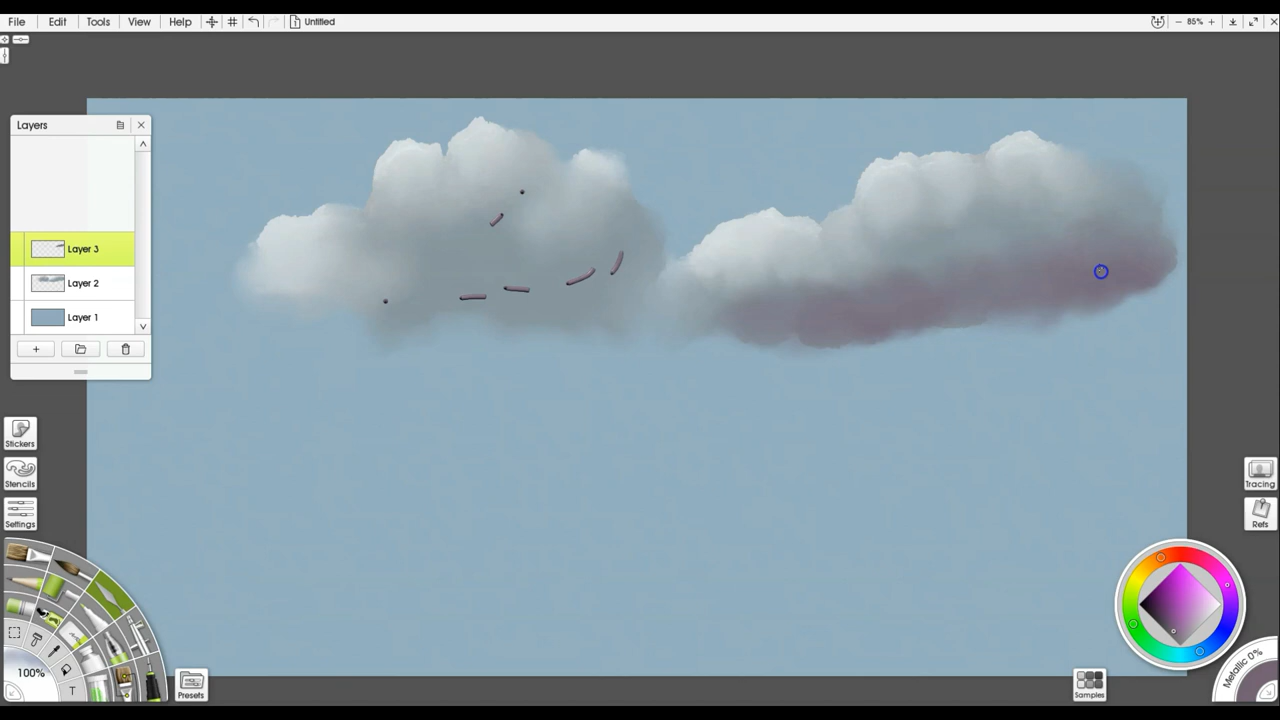 File Edit Tools View Help 1 Untitled 85%
Layers
Layer 3
Layer 2
Layer 1
Stickers
Stencils
Settings
Tracing
Refs
100%
T
Presets
Samples
Metallic 0%